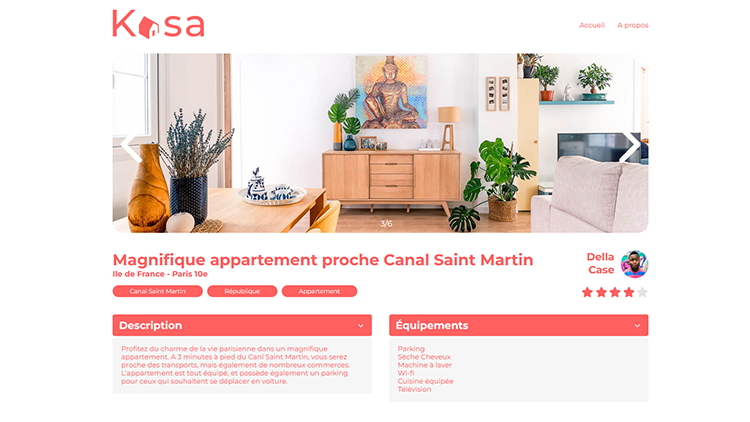 Kasa
Accueil A propos
3/6
Magnifique appartement proche Canal Saint Martin
Ile de France - Paris 10e
Canal Saint Martin République Appartement
Della
Case
Description
Profitez du charme de la vie parisienne dans un magnifique
appartement. A 3 minutes à pied du Canl Saint Martin, vous serez
proche des transports, mais également de nombreux commerces.
L'appartement est tout équipé, et possède également un parking
pour ceux qui souhaitent se déplacer en voiture.
Équipements
Parking
Sèche Cheveux
Machine à laver
Wi-fi
Cuisine équipée
Télévision